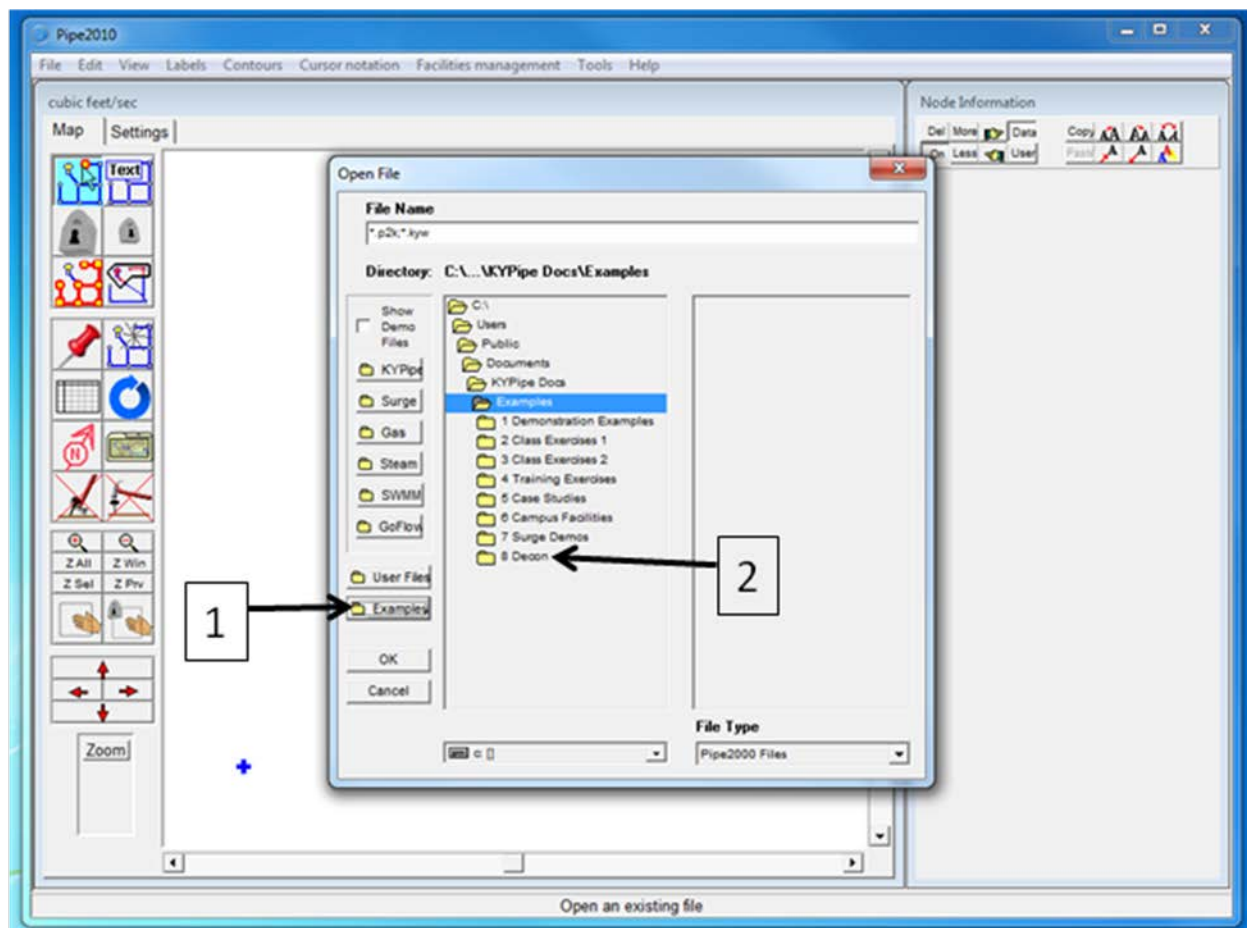 Pipe2010
File Edit View Labels Contours Cursor notation Facilities management Tools Help
cubic feet/sec
Map Settings
Text
N
Z All Z Win
Z Sel Z Prv
Zoom
Node Information
Del More Data Copy A A A
On Less User A A A
Open File
File Name
*.p2k;*.kyw
Directory: C:\...\KYPipe Docs\Examples
Show
Demo
Files
KYPipe
Surge
Gas
Steam
SWMM
GoFlow
User Files
Examples
OK
Cancel
C:\
Users
Public
Documents
KYPipe Docs
Examples
1 Demonstration Examples
2 Class Exercises 1
3 Class Exercises 2
4 Training Exercises
5 Case Studies
6 Campus Facilities
7 Surge Demos
8 Decon
1
2
File Type
c: []
Pipe2000 Files
Open an existing file